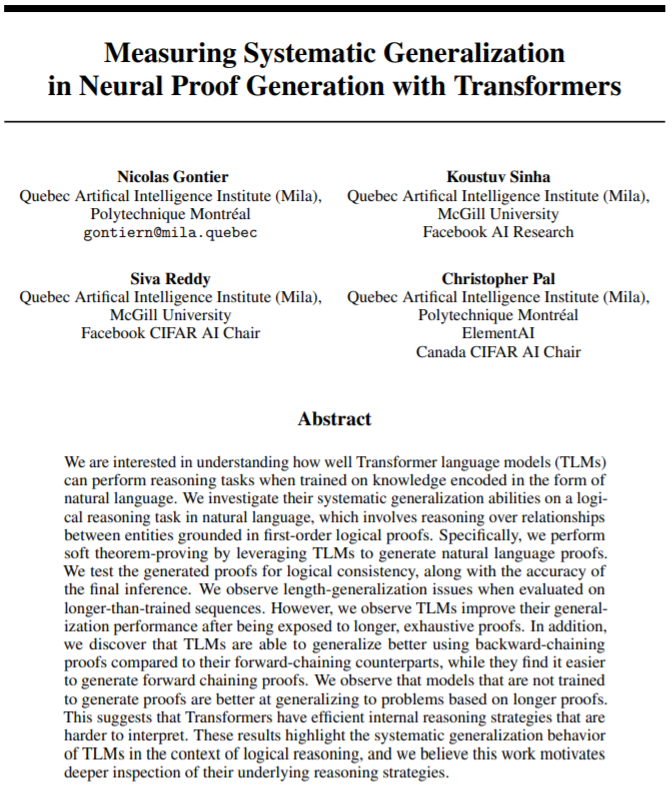 Measuring Systematic Generalization
in Neural Proof Generation with Transformers
Nicolas Gontier
Quebec Artifical Intelligence Institute (Mila),
Polytechnique Montréal
gontiern@mila.quebec
Koustuv Sinha
Quebec Artifical Intelligence Institute (Mila),
McGill University
Facebook AI Research
Siva Reddy
Quebec Artifical Intelligence Institute (Mila),
McGill University
Facebook CIFAR AI Chair
Christopher Pal
Quebec Artifical Intelligence Institute (Mila),
Polytechnique Montréal
ElementAI
Canada CIFAR AI Chair
Abstract
We are interested in understanding how well Transformer language models (TLMs)
can perform reasoning tasks when trained on knowledge encoded in the form of
natural language. We investigate their systematic generalization abilities on a logi-
cal reasoning task in natural language, which involves reasoning over relationships
between entities grounded in first-order logical proofs. Specifically, we perform
soft theorem-proving by leveraging TLMs to generate natural language proofs.
We test the generated proofs for logical consistency, along with the accuracy of
the final inference. We observe length-generalization issues when evaluated on
longer-than-trained sequences. However, we observe TLMs improve their general-
ization performance after being exposed to longer, exhaustive proofs. In addition,
we discover that TLMs are able to generalize better using backward-chaining
proofs compared to their forward-chaining counterparts, while they find it easier
to generate forward chaining proofs. We observe that models that are not trained
to generate proofs are better at generalizing to problems based on longer proofs.
This suggests that Transformers have efficient internal reasoning strategies that are
harder to interpret. These results highlight the systematic generalization behavior
of TLMs in the context of logical reasoning, and we believe this work motivates
deeper inspection of their underlying reasoning strategies.